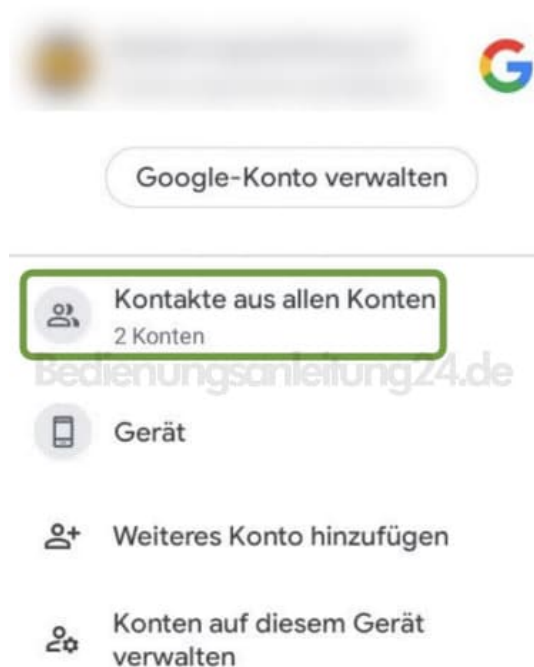 G
Google-Konto verwalten
Kontakte aus allen Konten
2 Konten
Bedienungsanleitung24.de
Gerät
Weiteres Konto hinzufügen
Konten auf diesem Gerät
verwalten